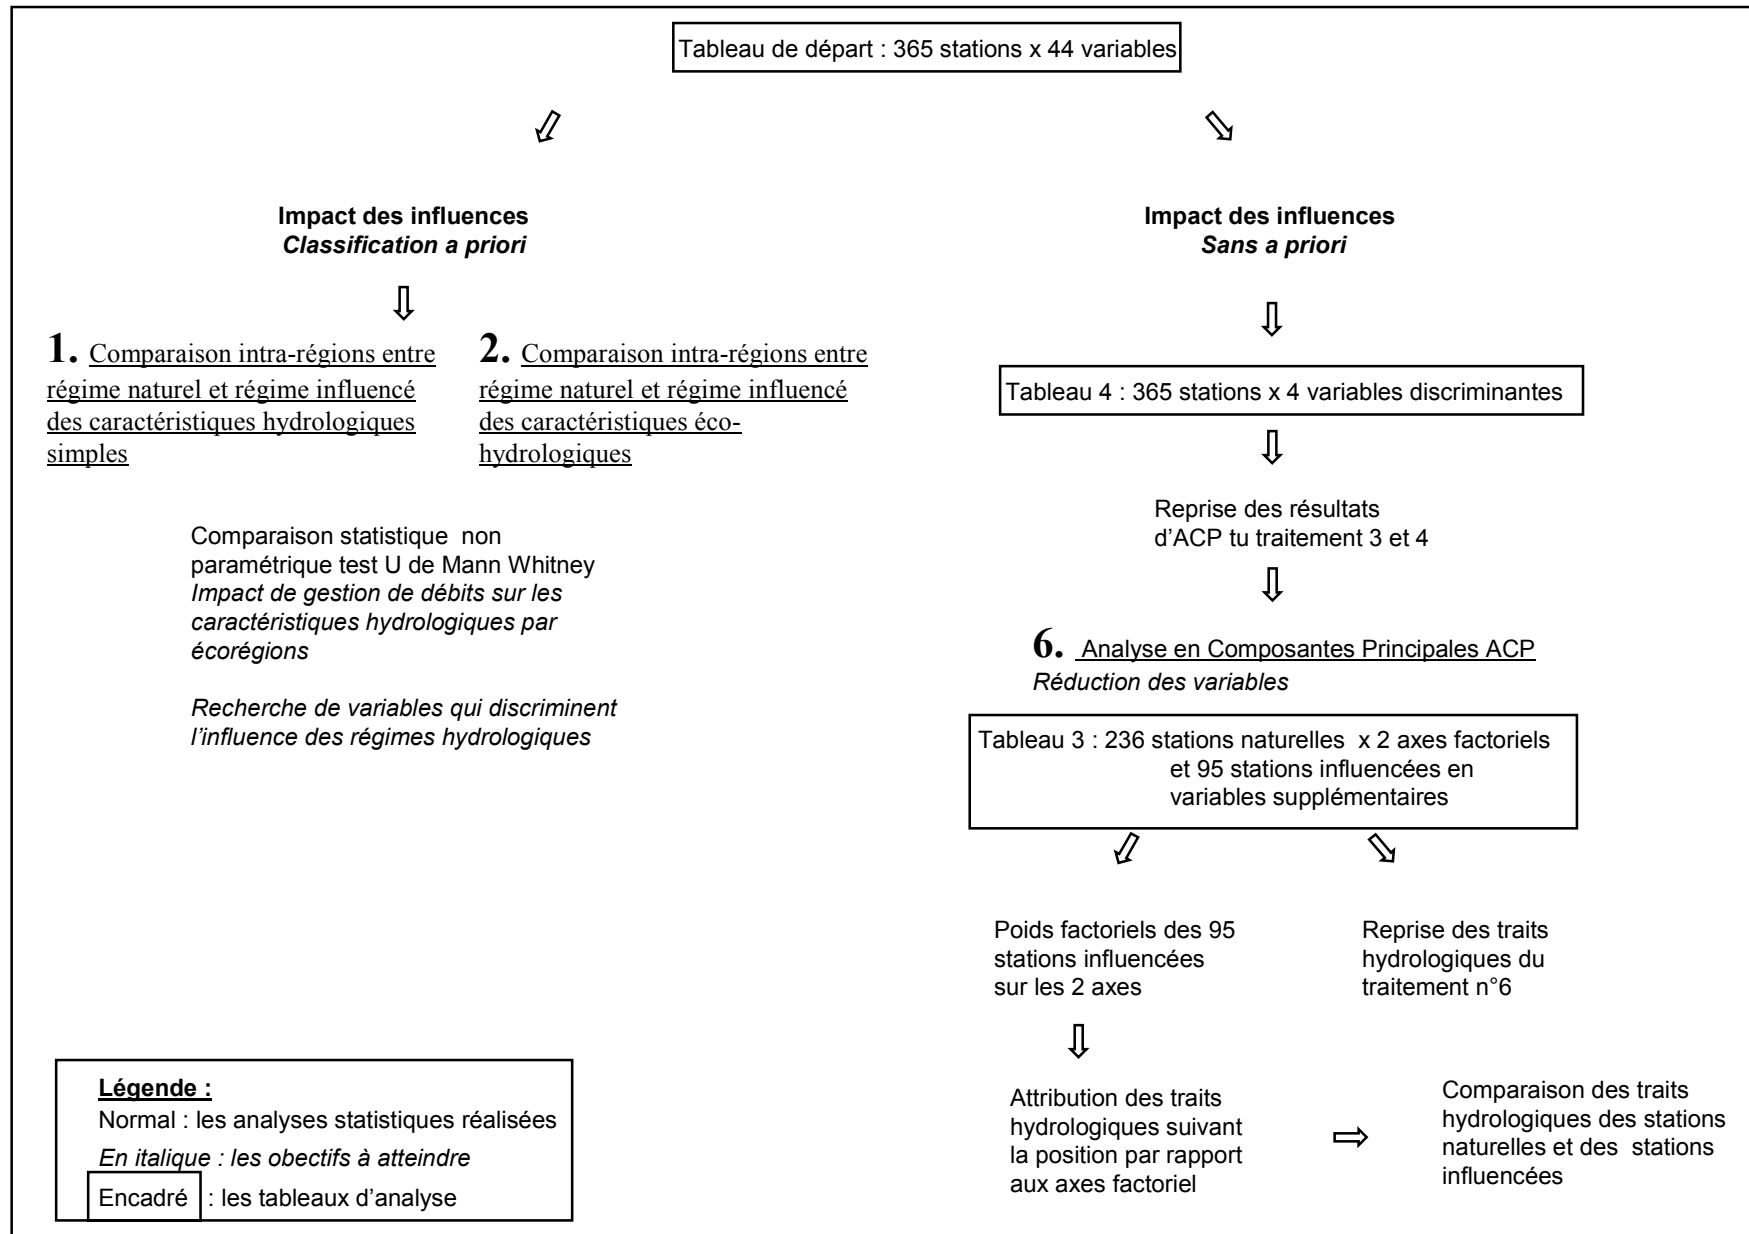 Tableau de départ : 365 stations x 44 variables
Impact des influences
Classification a priori
1. Comparaison intra-régions entre
régime naturel et régime influencé
des caractéristiques hydrologiques
simples
2. Comparaison intra-régions entre
régime naturel et régime influencé
des caractéristiques éco-
hydrologiques
Comparaison statistique non
paramétrique test U de Mann Whitney
Impact de gestion de débits sur les
caractéristiques hydrologiques par
écorégions
Recherche de variables qui discriminent
l'influence des régimes hydrologiques
Impact des influences
Sans a priori
Tableau 4 : 365 stations x 4 variables discriminantes
Reprise des résultats
d'ACP tu traitement 3 et 4
6. Analyse en Composantes Principales ACP
Réduction des variables
Tableau 3 : 236 stations naturelles x 2 axes factoriels
et 95 stations influencées en
variables supplémentaires
Poids factoriels des 95
stations influencées
sur les 2 axes
Reprise des traits
hydrologiques du
traitement n°6
Attribution des traits
hydrologiques suivant
la position par rapport
aux axes factoriel
Comparaison des traits
hydrologiques des stations
naturelles et des stations
influencées
Légende :
Normal : les analyses statistiques réalisées
En italique : les obectifs à atteindre
Encadré : les tableaux d'analyse